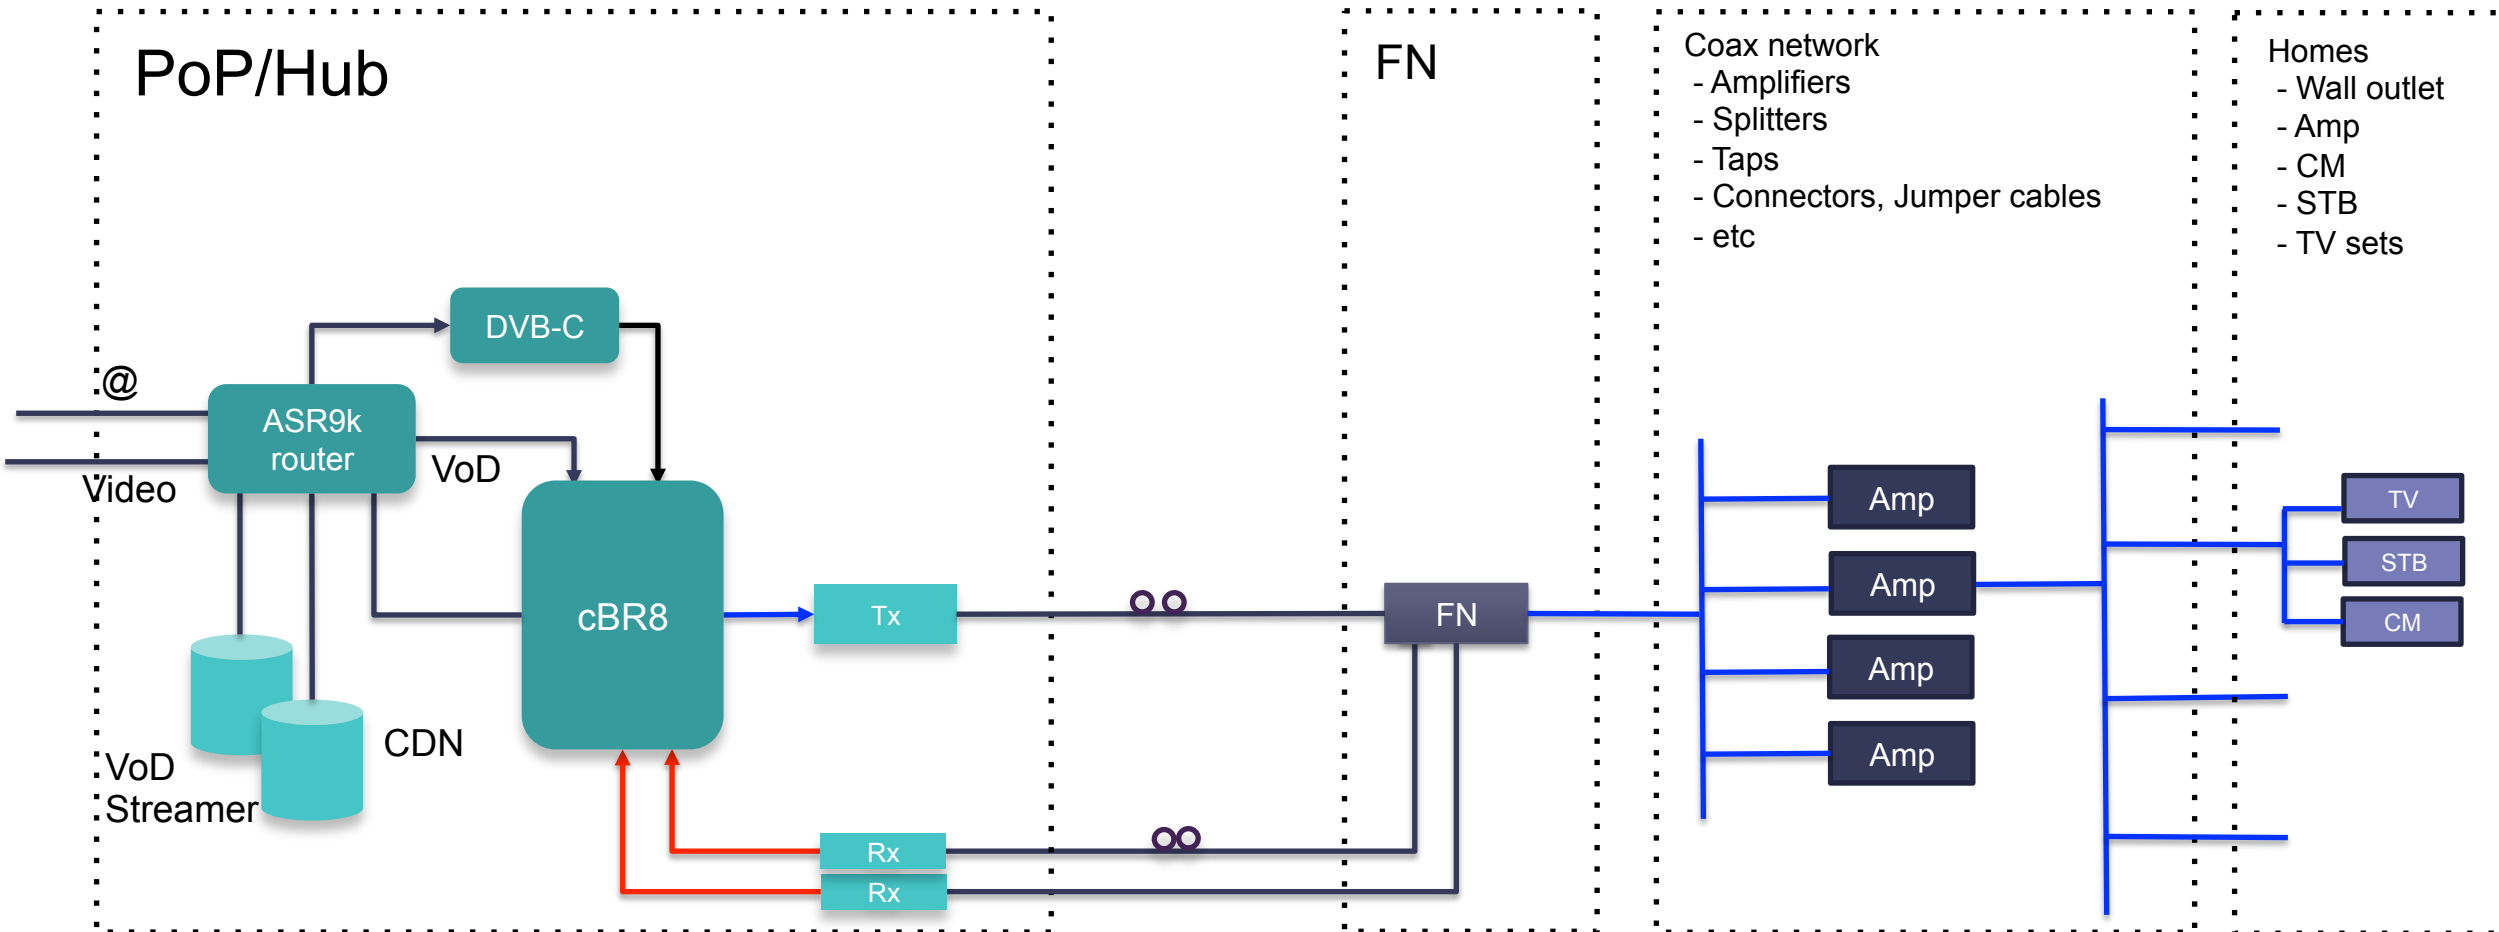 PoP/Hub
FN
Coax network
- Amplifiers
- Splitters
- Taps
- Connectors, Jumper cables
- etc
Homes
- Wall outlet
- Amp
- CM
- STB
- TV sets
DVB-C
@
ASR9k
router
Video
VoD
cBR8
Tx
FN
Amp
Amp
Amp
Amp
TV
STB
CM
CDN
VoD
Streamer
Rx
Rx